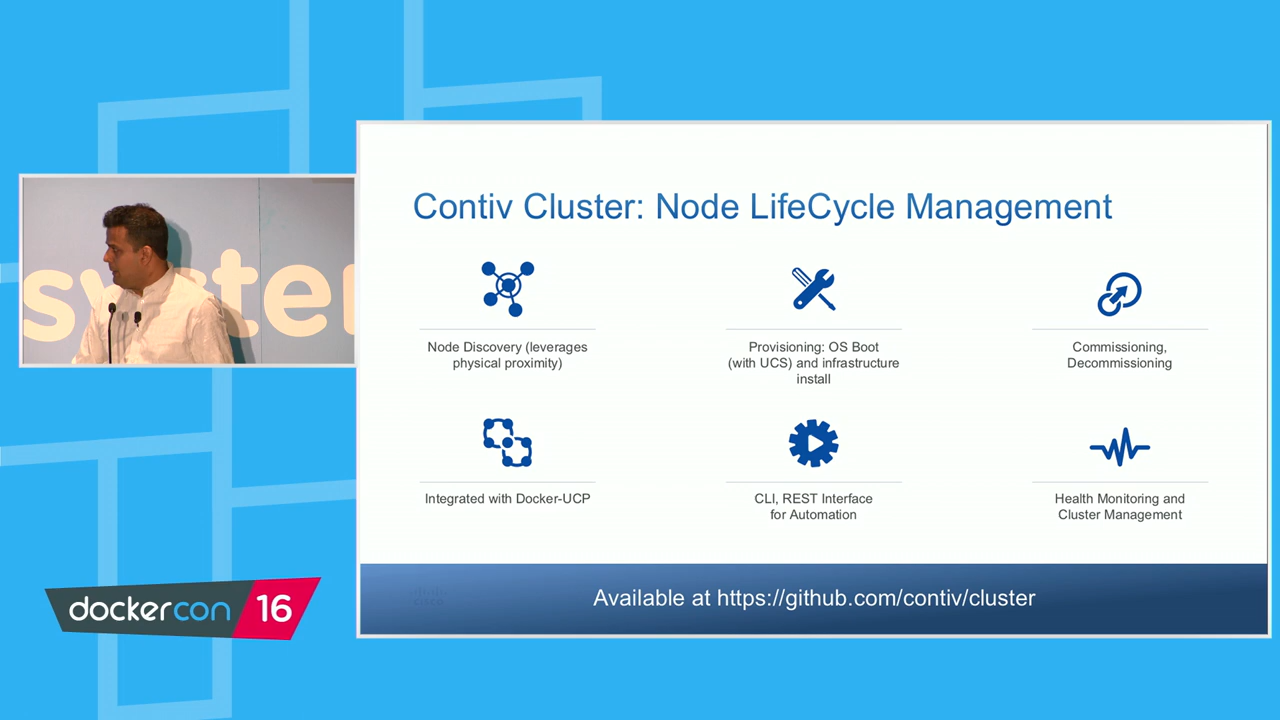 Contiv Cluster: Node LifeCycle Management
Node Discovery (leverages
physical proximity)
Provisioning: OS Boot
(with UCS) and infrastructure
install
Commissioning,
Decommissioning
Integrated with Docker-UCP
CLI, REST Interface
for Automation
Health Monitoring and
Cluster Management
Available at https://github.com/contiv/cluster
dockercon 16